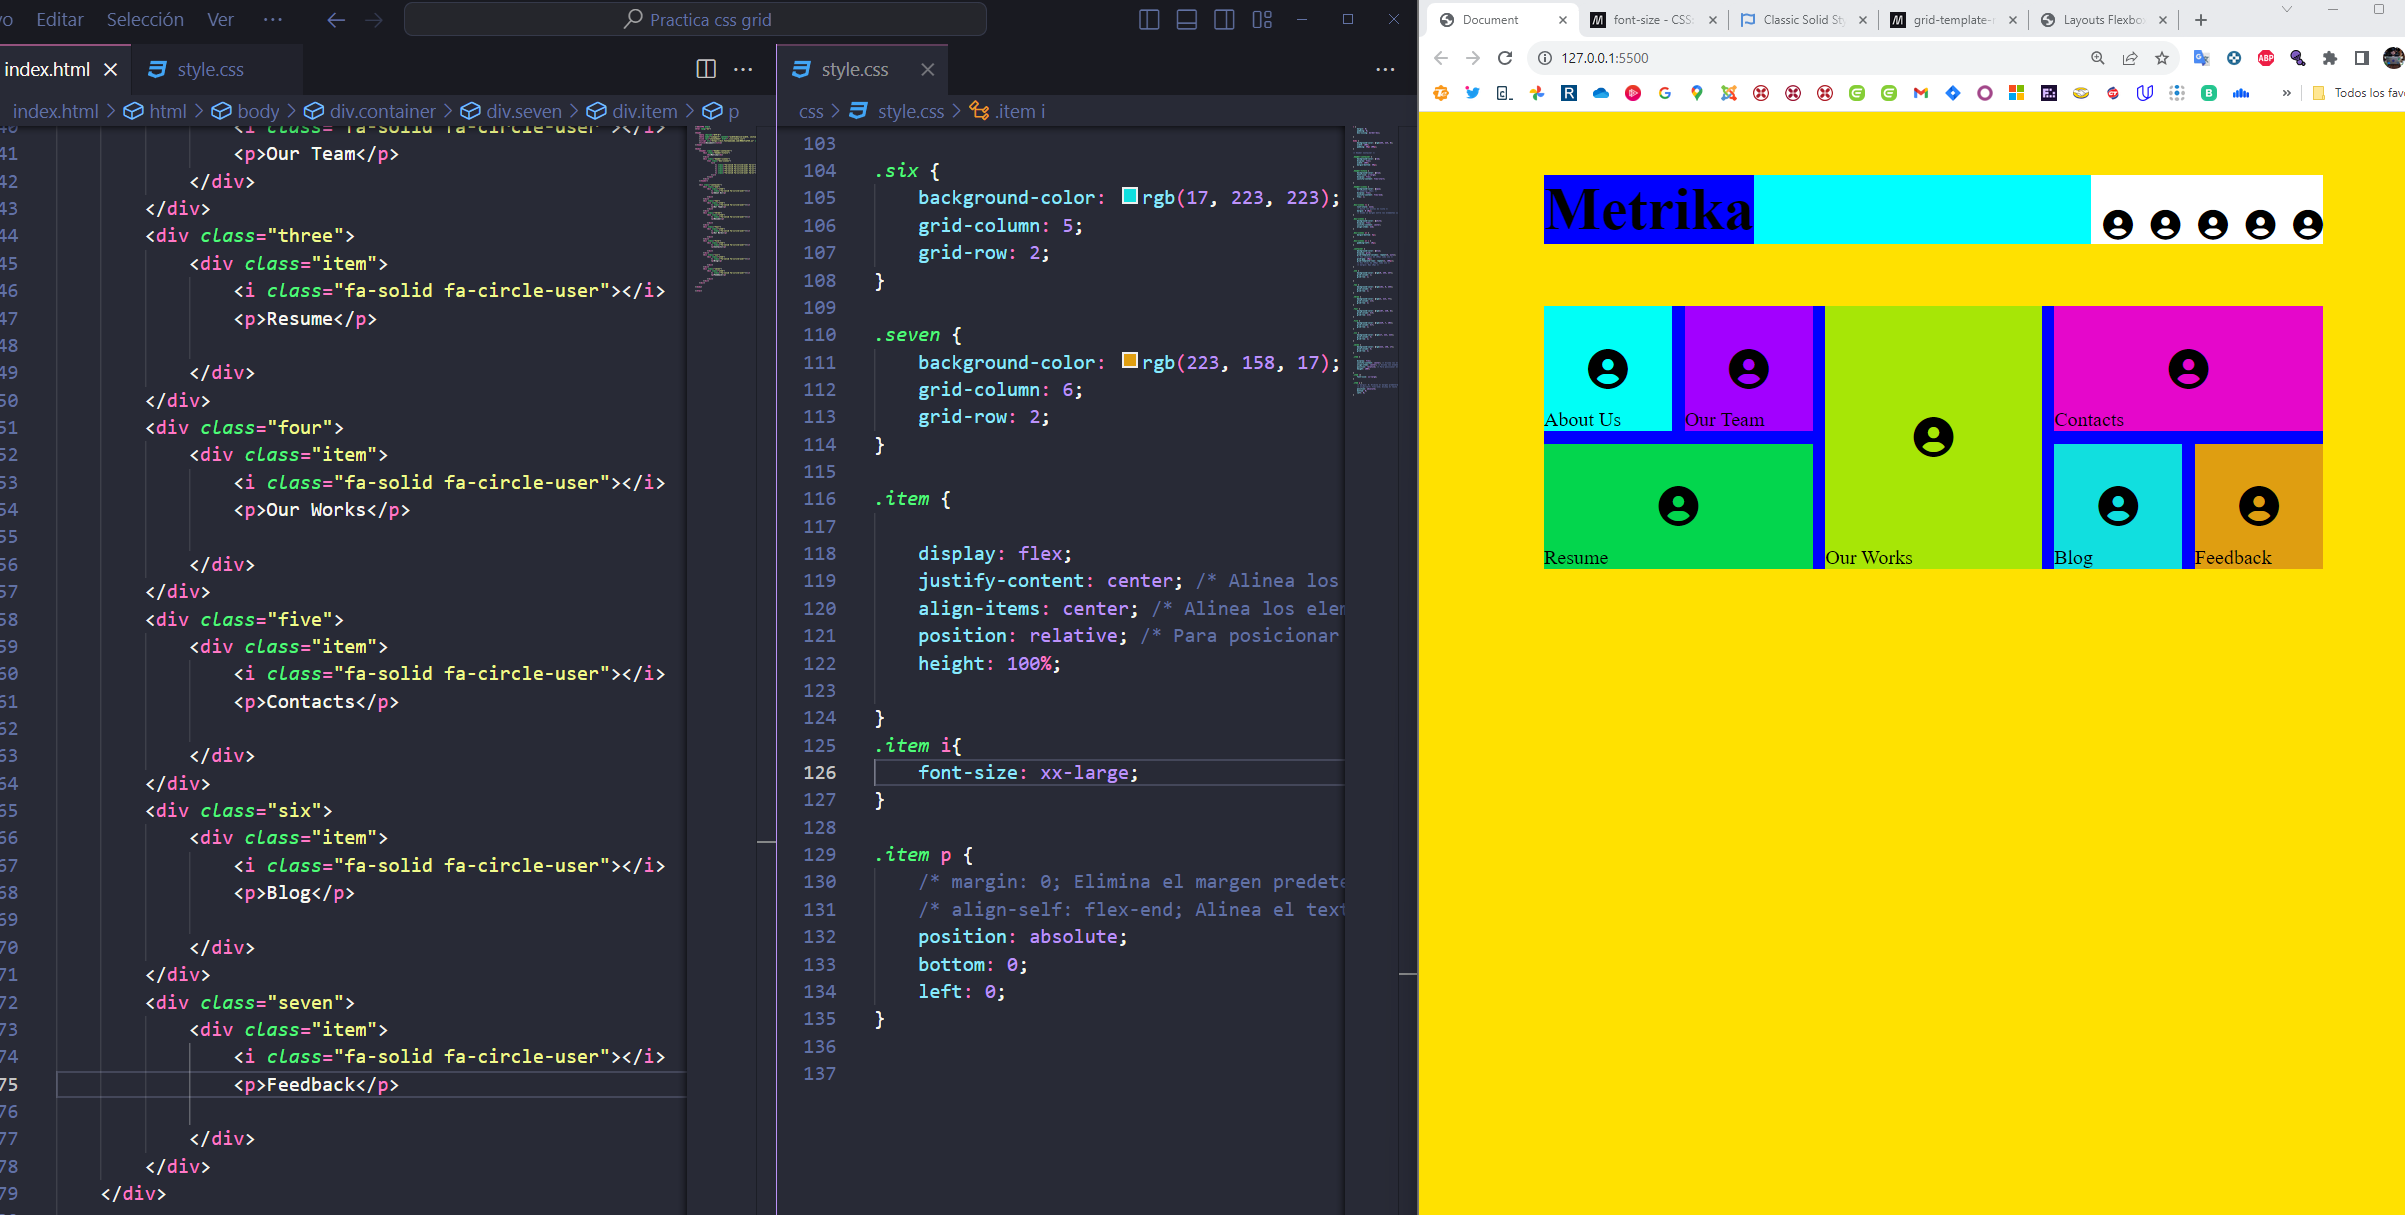 Editar Selección Ver ··· Practica css grid
index.html style.css ···
index.html > html > body > div.container > div.seven > div.item > p
<i class="fa-solid fa-circle-user"></i>
41 <p>Our Team</p>
42 </div>
43 </div>
44 <div class="three">
45 <div class="item">
46 <i class="fa-solid fa-circle-user"></i>
47 <p>Resume</p>
48
49 </div>
50 </div>
51 <div class="four">
52 <div class="item">
53 <i class="fa-solid fa-circle-user"></i>
54 <p>Our Works</p>
55
56 </div>
57 </div>
58 <div class="five">
59 <div class="item">
60 <i class="fa-solid fa-circle-user"></i>
61 <p>Contacts</p>
62
63 </div>
64 </div>
65 <div class="six">
66 <div class="item">
67 <i class="fa-solid fa-circle-user"></i>
68 <p>Blog</p>
69
70 </div>
71 </div>
72 <div class="seven">
73 <div class="item">
74 <i class="fa-solid fa-circle-user"></i>
75 <p>Feedback</p>
76
77 </div>
78 </div>
79 </div>
style.css ···
css > style.css > .item i
103
104 .six {
105 background-color: rgb(17, 223, 223);
106 grid-column: 5;
107 grid-row: 2;
108 }
109
110 .seven {
111 background-color: rgb(223, 158, 17);
112 grid-column: 6;
113 grid-row: 2;
114 }
115
116 .item {
117
118 display: flex;
119 justify-content: center; /* Alinea los
120 align-items: center; /* Alinea los elem
121 position: relative; /* Para posicionar
122 height: 100%;
123
124 }
125 .item i{
126 font-size: xx-large;
127 }
128
129 .item p {
130 /* margin: 0; Elimina el margen predete
131 /* align-self: flex-end; Alinea el text
132 position: absolute;
133 bottom: 0;
134 left: 0;
135 }
136
137
Document font-size - CSS: Classic Solid Sty grid-template-r Layouts Flexbo
127.0.0.1:5500
ABP
Todos los fav
Metrika
About Us Our Team Contacts
Resume Our Works Blog Feedback